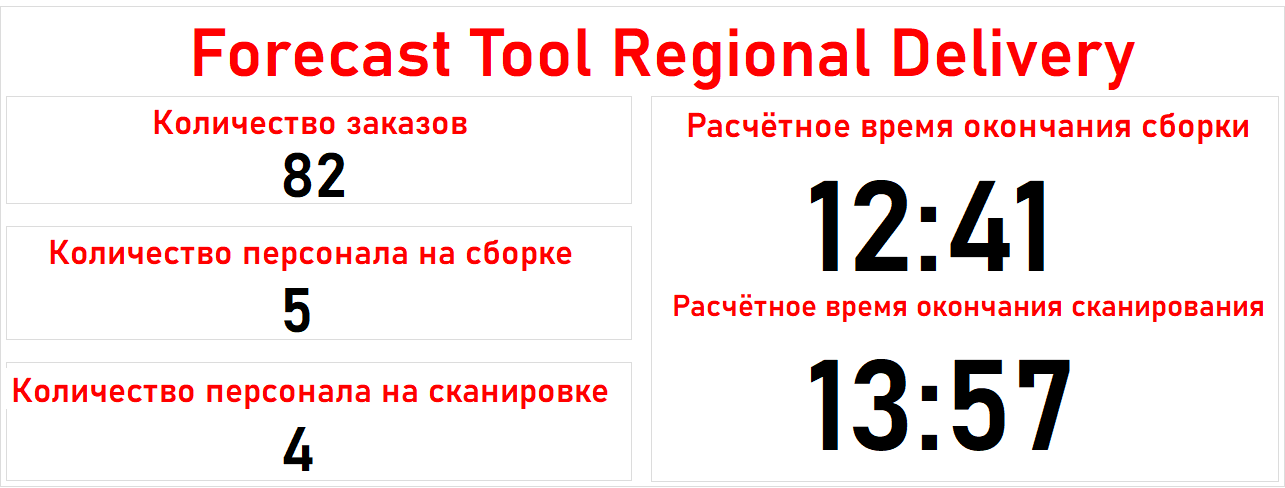 Forecast Tool Regional Delivery
Количество заказов
82
Количество персонала на сборке
5
Количество персонала на сканировке
4
Расчётное время окончания сборки
12:41
Расчётное время окончания сканирования
13:57